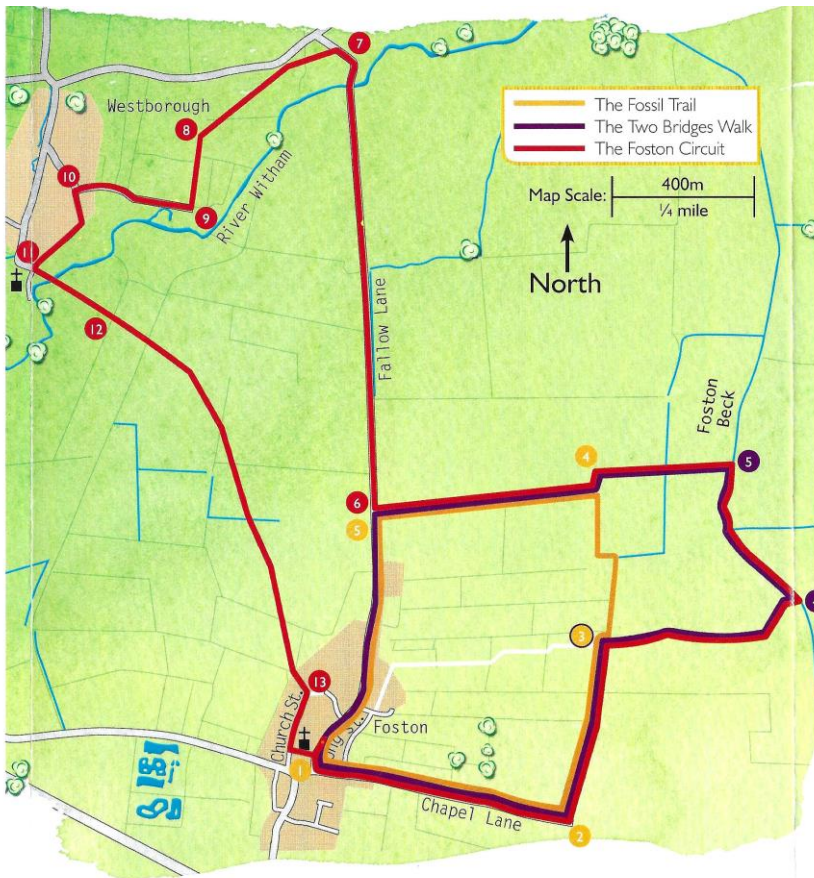 7
Westborough
8
The Fossil Trail
The Two Bridges Walk
The Foston Circuit
10
9
Map Scale:
400m
¼ mile
River Witham
North
11
12
Fallow Lane
Foston
Beck
4
5
6
5
3
13
Church St.
Foston
1
Chapel Lane
2